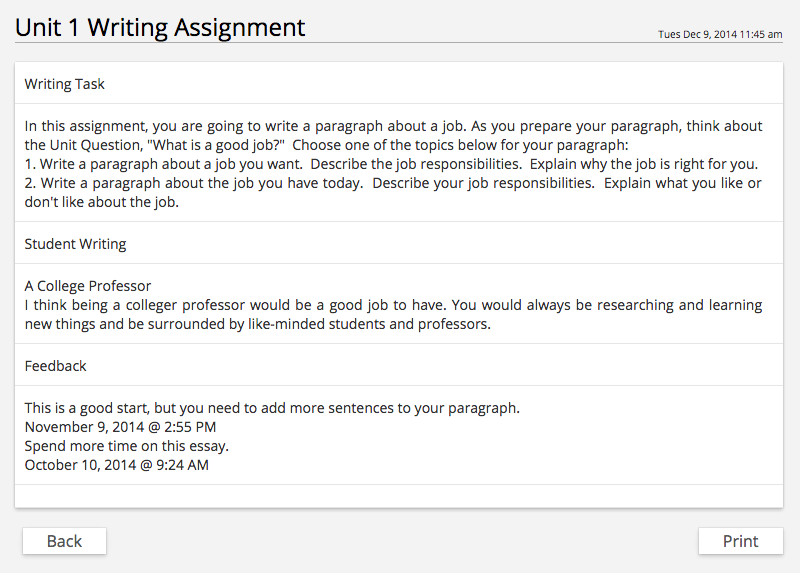 Unit 1 Writing Assignment
Tues Dec 9, 2014 11:45 am
Writing Task
In this assignment, you are going to write a paragraph about a job. As you prepare your paragraph, think about
the Unit Question, "What is a good job?"  Choose one of the topics below for your paragraph:
1. Write a paragraph about a job you want.  Describe the job responsibilities.  Explain why the job is right for you.
2. Write a paragraph about the job you have today.  Describe your job responsibilities.  Explain what you like or
don't like about the job.
Student Writing
A College Professor
I think being a colleger professor would be a good job to have. You would always be researching and learning
new things and be surrounded by like-minded students and professors.
Feedback
This is a good start, but you need to add more sentences to your paragraph.
November 9, 2014 @ 2:55 PM
Spend more time on this essay.
October 10, 2014 @ 9:24 AM
Back
Print